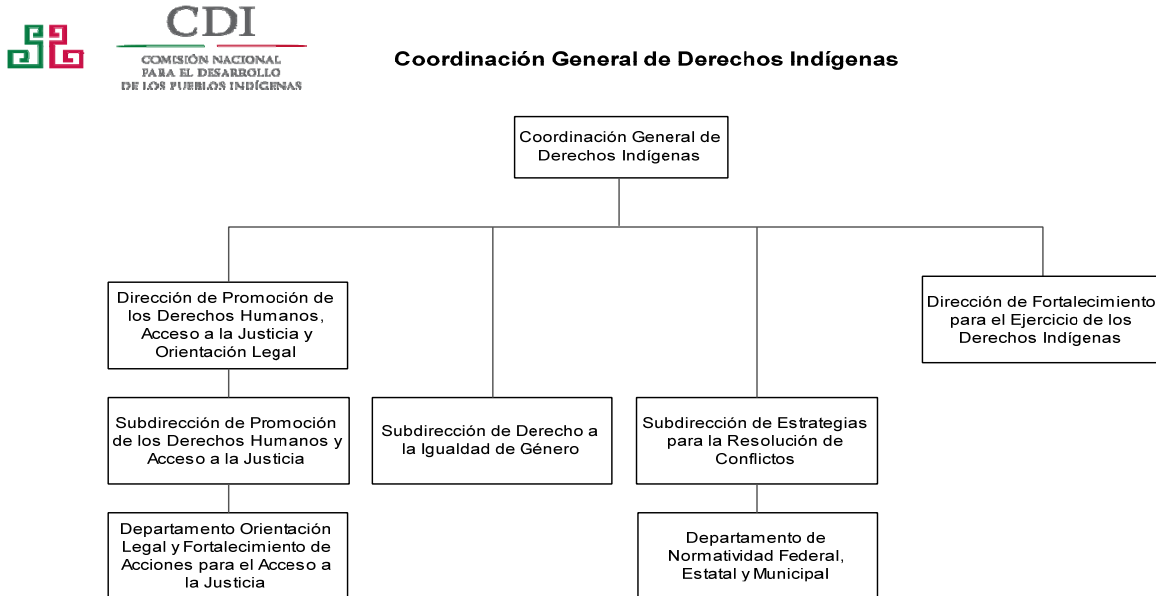 CDI
COMISIÓN NACIONAL
PARA EL DESARROLLO
DE LOS PUEBLOS INDÍGENAS
Coordinación General de Derechos Indígenas
Coordinación General de
Derechos Indígenas
Dirección de Promoción de
los Derechos Humanos,
Acceso a la Justicia y
Orientación Legal
Dirección de Fortalecimiento
para el Ejercicio de los
Derechos Indígenas
Subdirección de Promoción
de los Derechos Humanos y
Acceso a la Justicia
Subdirección de Derecho a
la Igualdad de Género
Subdirección de Estrategias
para la Resolución de
Conflictos
Departamento Orientación
Legal y Fortalecimiento de
Acciones para el Acceso a
la Justicia
Departamento de
Normatividad Federal,
Estatal y Municipal